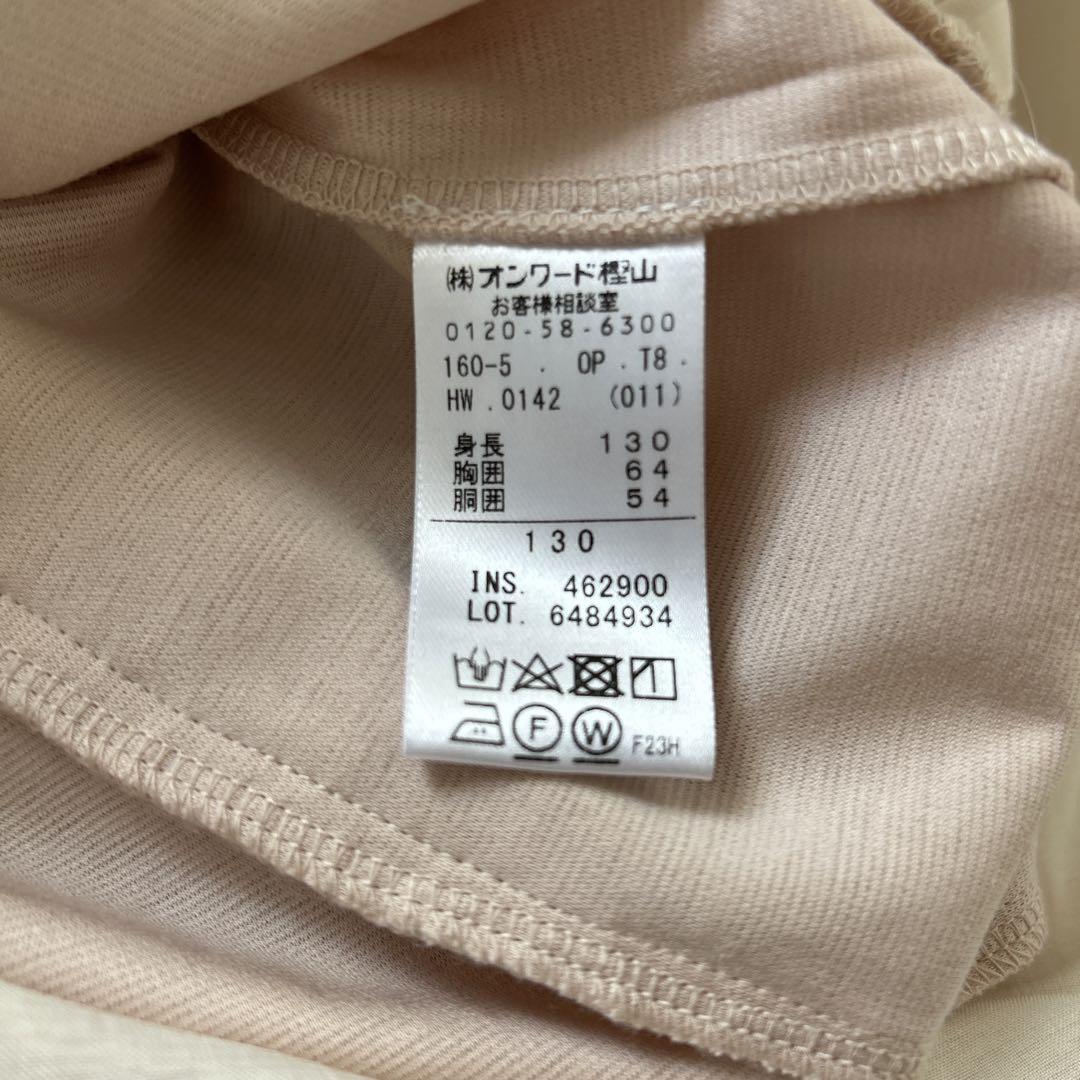 (株)オンワード樫山
お客様相談室
0120-58-6300
160-5 . OP . T8 .
HW .0142 (011)
身長 130
胸囲 64
胴囲 54
130
INS. 462900
LOT. 6484934
F W F23H